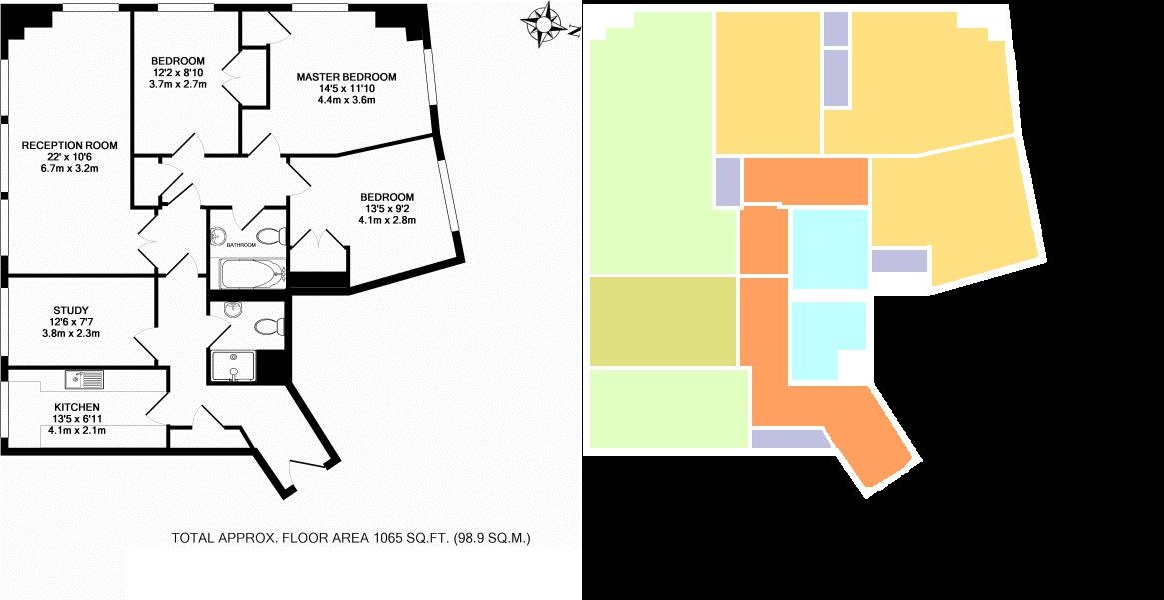 N
BEDROOM
12'2 x 8'10
3.7m x 2.7m
MASTER BEDROOM
14'5 x 11'10
4.4m x 3.6m
RECEPTION ROOM
22' x 10'6
6.7m x 3.2m
BEDROOM
13'5 x 9'2
4.1m x 2.8m
BATHROOM
STUDY
12'6 x 7'7
3.8m x 2.3m
KITCHEN
13'5 x 6'11
4.1m x 2.1m
TOTAL APPROX. FLOOR AREA 1065 SQ.FT. (98.9 SQ.M.)